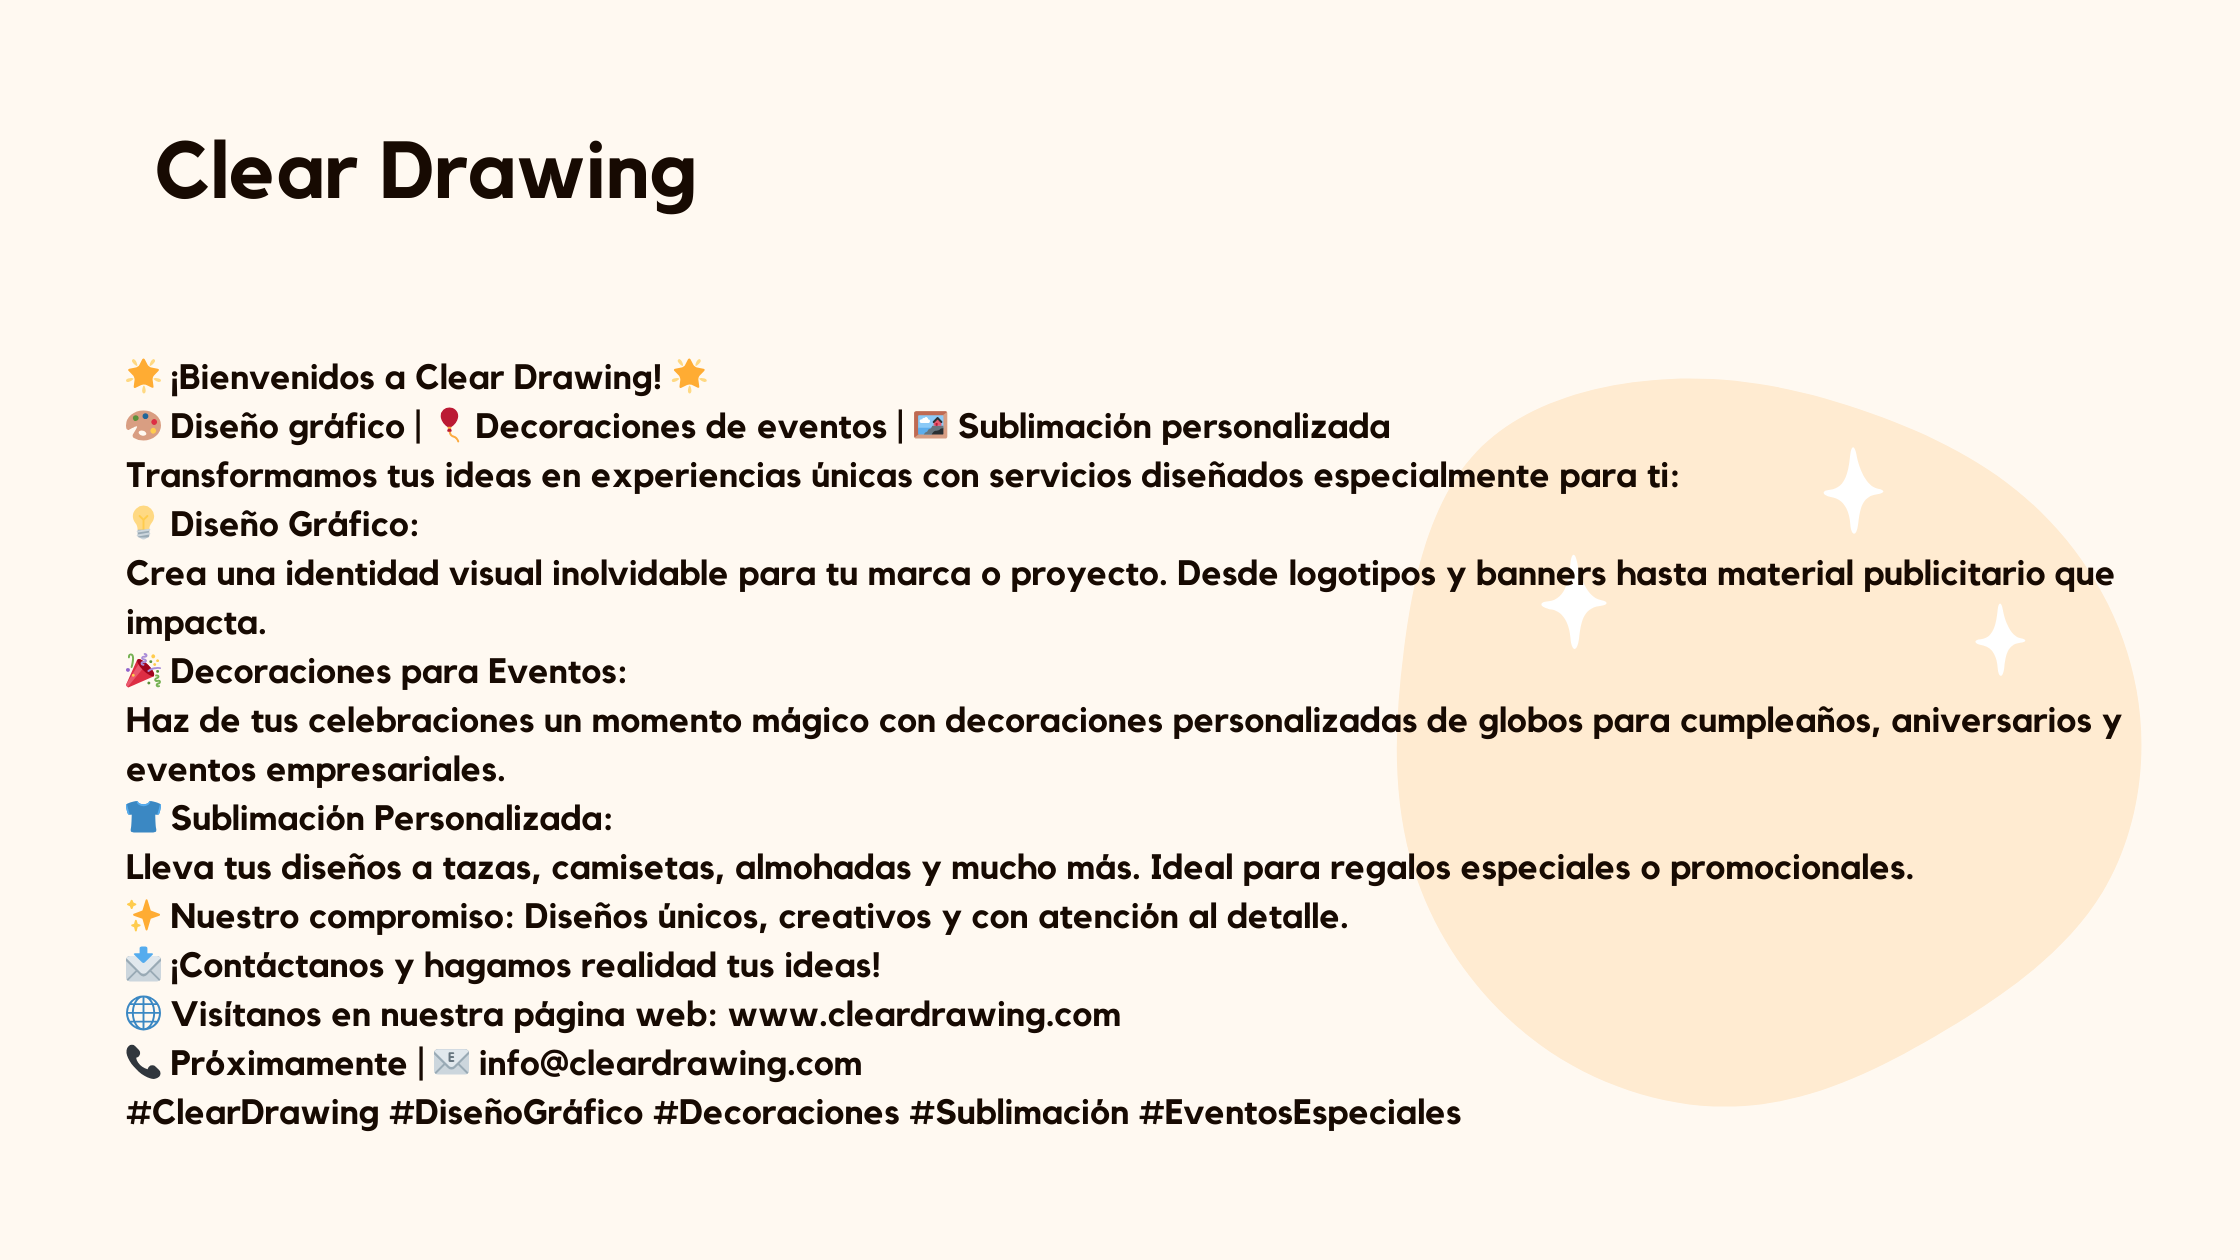 Clear Drawing
🌟 ¡Bienvenidos a Clear Drawing! 🌟
🎨 Diseño gráfico | 🎈 Decoraciones de eventos | 🖼️ Sublimación personalizada
Transformamos tus ideas en experiencias únicas con servicios diseñados especialmente para ti:
💡 Diseño Gráfico:
Crea una identidad visual inolvidable para tu marca o proyecto. Desde logotipos y banners hasta material publicitario que
impacta.
🎉 Decoraciones para Eventos:
Haz de tus celebraciones un momento mágico con decoraciones personalizadas de globos para cumpleaños, aniversarios y
eventos empresariales.
👕 Sublimación Personalizada:
Lleva tus diseños a tazas, camisetas, almohadas y mucho más. Ideal para regalos especiales o promocionales.
✨ Nuestro compromiso: Diseños únicos, creativos y con atención al detalle.
📩 ¡Contáctanos y hagamos realidad tus ideas!
🌐 Visítanos en nuestra página web: www.cleardrawing.com
📞 Próximamente | 📧 info@cleardrawing.com
#ClearDrawing #DiseñoGráfico #Decoraciones #Sublimación #EventosEspeciales